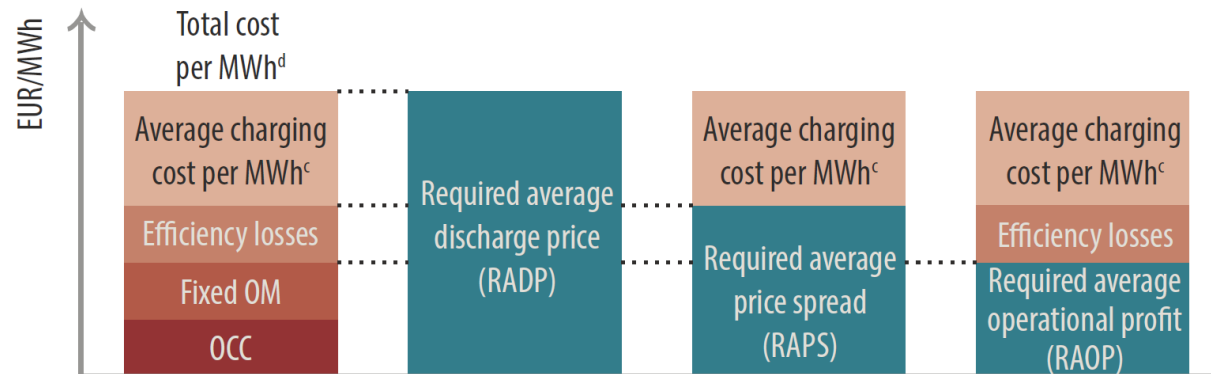 EUR/MWh
Total cost
per MWhᵈ
Average charging
cost per MWhᶜ
Efficiency losses
Fixed OM
OCC
Required average
discharge price
(RADP)
Average charging
cost per MWhᶜ
Required average
price spread
(RAPS)
Average charging
cost per MWhᶜ
Efficiency losses
Required average
operational profit
(RAOP)